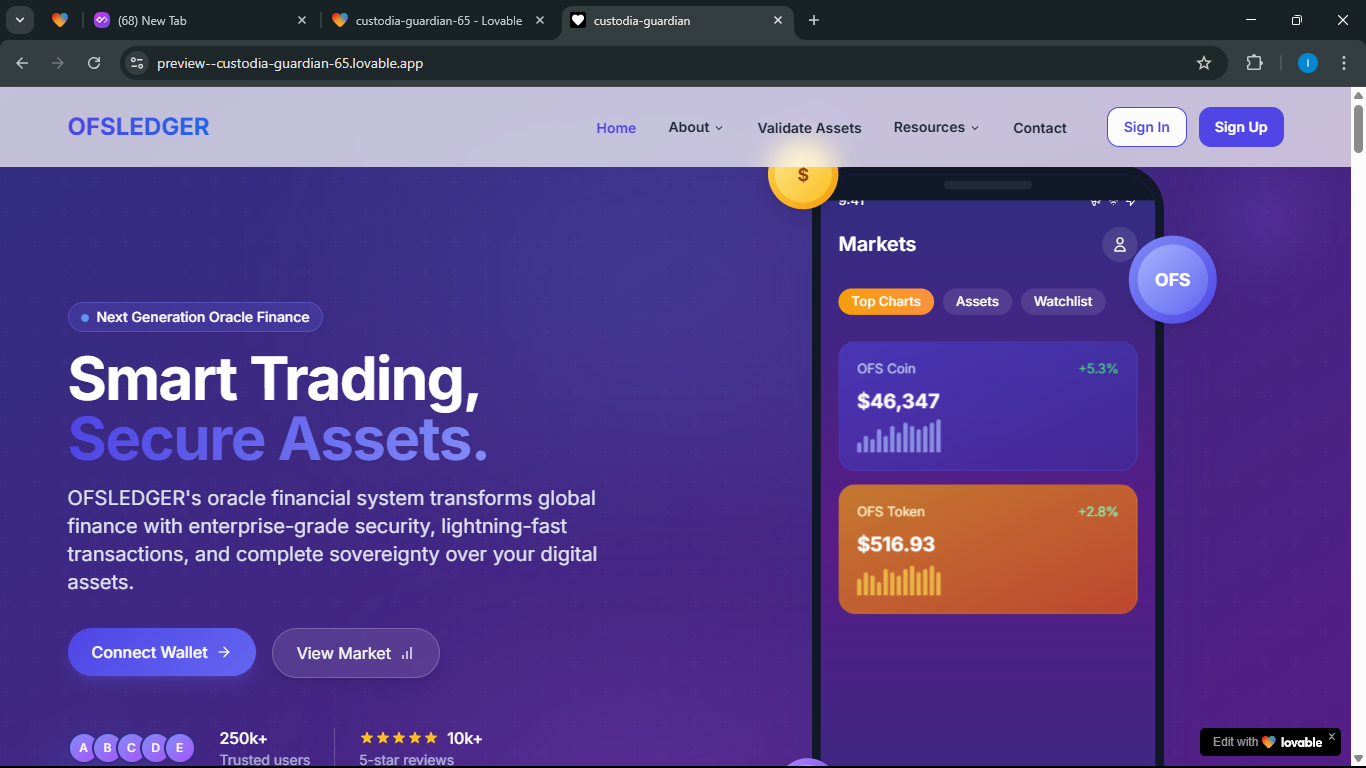 (68) New Tab
custodia-guardian-65 - Lovable
custodia-guardian
preview--custodia-guardian-65.lovable.app
I
OFSLEDGER
Home
About
Validate Assets
Resources
Contact
Sign In
Sign Up
$
9:41
Markets
OFS
Top Charts
Assets
Watchlist
Next Generation Oracle Finance
Smart Trading,
Secure Assets.
OFS Coin
+5.3%
$46,347
OFSLEDGER's oracle financial system transforms global
finance with enterprise-grade security, lightning-fast
transactions, and complete sovereignty over your digital
assets.
OFS Token
+2.8%
$516.93
Connect Wallet
View Market
A B C D E
250k+
Trusted users
10k+
5-star reviews
Edit with lovable